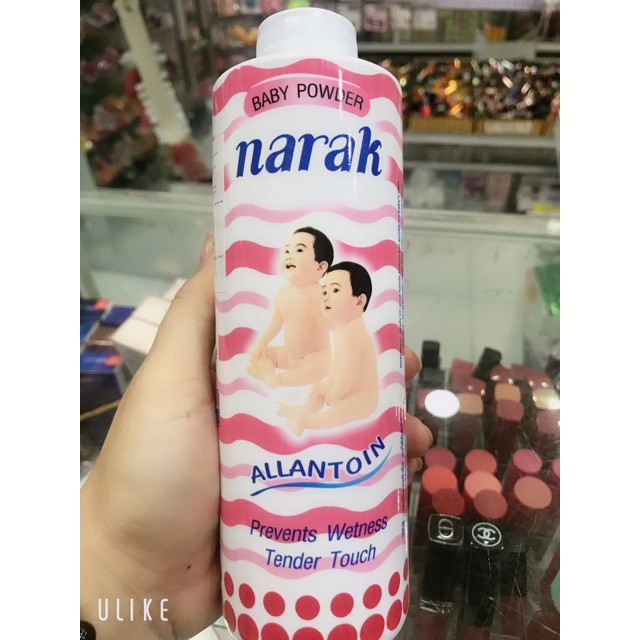 BABY POWDER
narak
ALLANTOIN
Prevents Wetness
Tender Touch
ULIKE